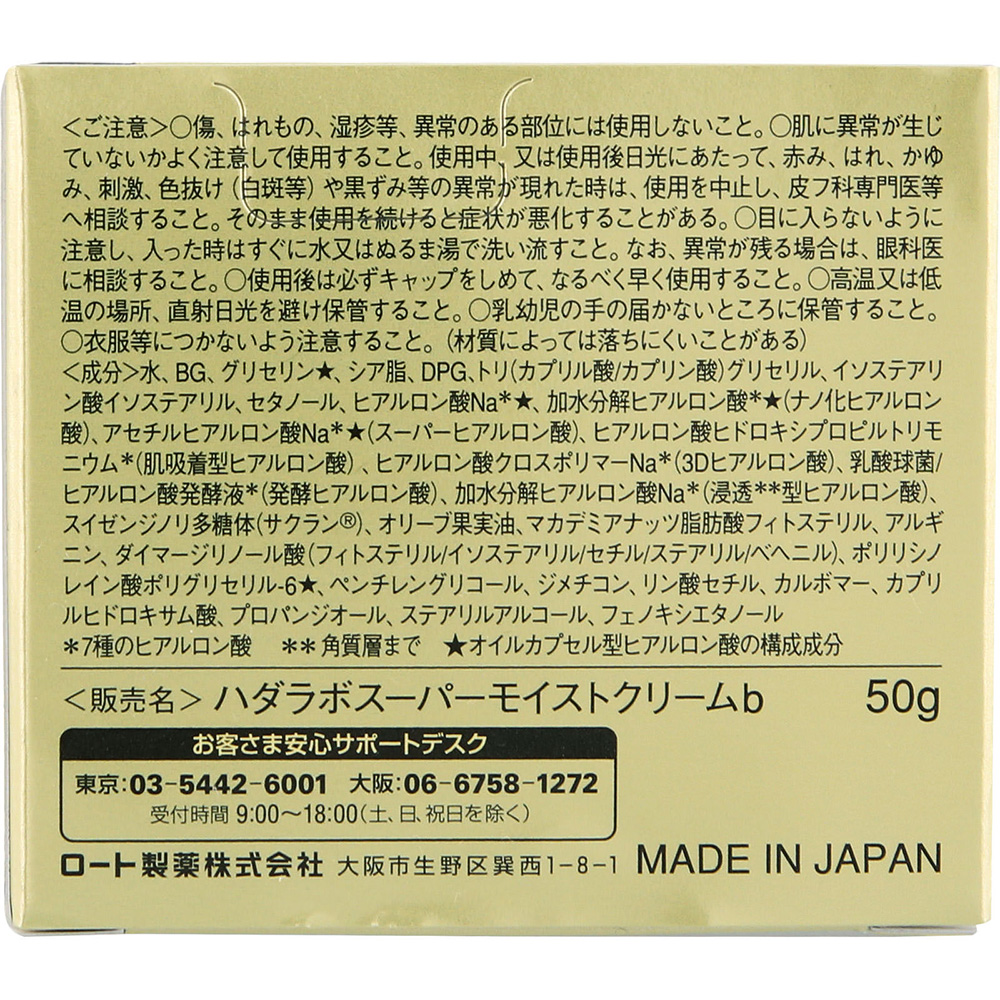 ＜ご注意＞○傷、はれもの、湿疹等、異常のある部位には使用しないこと。○肌に異常が生じ
ていないかよく注意して使用すること。使用中、又は使用後日光にあたって、赤み、はれ、かゆ
み、刺激、色抜け（白斑等）や黒ずみ等の異常が現れた時は、使用を中止し、皮フ科専門医等
へ相談すること。そのまま使用を続けると症状が悪化することがある。○目に入らないように
注意し、入った時はすぐに水又はぬるま湯で洗い流すこと。なお、異常が残る場合は、眼科医
に相談すること。○使用後は必ずキャップをしめて、なるべく早く使用すること。○高温又は低
温の場所、直射日光を避け保管すること。○乳幼児の手の届かないところに保管すること。
○衣服等につかないよう注意すること。（材質によっては落ちにくいことがある）
＜成分＞水、BG、グリセリン★、シア脂、DPG、トリ(カプリル酸/カプリン酸)グリセリル、イソステアリ
ン酸イソステアリル、セタノール、ヒアルロン酸Na*★、加水分解ヒアルロン酸*★(ナノ化ヒアルロン
酸)、アセチルヒアルロン酸Na*★(スーパーヒアルロン酸)、ヒアルロン酸ヒドロキシプロピルトリモ
ニウム*(肌吸着型ヒアルロン酸)、ヒアルロン酸クロスポリマーNa*(3Dヒアルロン酸)、乳酸球菌/
ヒアルロン酸発酵液*(発酵ヒアルロン酸)、加水分解ヒアルロン酸Na*(浸透**型ヒアルロン酸)、
スイゼンジノリ多糖体(サクラン®)、オリーブ果実油、マカデミアナッツ脂肪酸フィトステリル、アルギ
ニン、ダイマージリノール酸(フィトステリル/イソステアリル/セチル/ステアリル/ベヘニル)、ポリリシノ
レイン酸ポリグリセリル-6★、ペンチレングリコール、ジメチコン、リン酸セチル、カルボマー、カプリ
ルヒドロキサム酸、プロパンジオール、ステアリルアルコール、フェノキシエタノール
*7種のヒアルロン酸 **角質層まで ★オイルカプセル型ヒアルロン酸の構成成分
＜販売名＞ハダラボスーパーモイストクリームb 50g
お客さま安心サポートデスク
東京:03-5442-6001 大阪:06-6758-1272
受付時間 9:00〜18:00(土、日、祝日を除く)
ロート製薬株式会社 大阪市生野区巽西1-8-1 MADE IN JAPAN